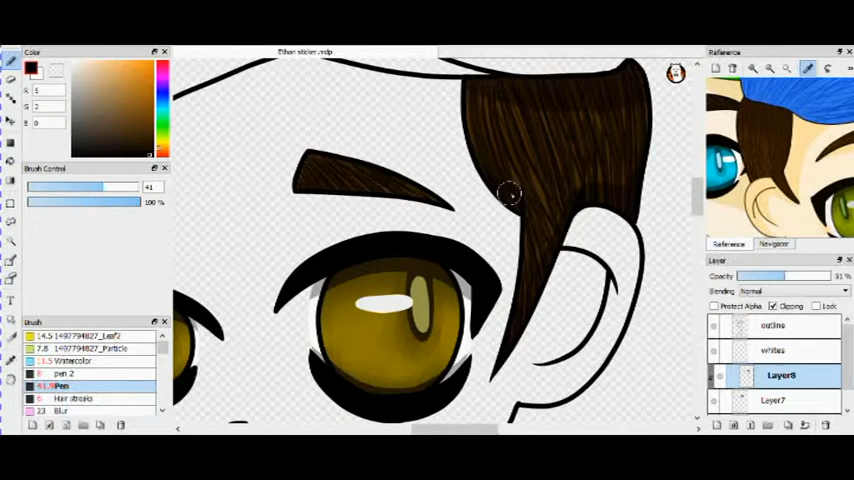 Color
Ethan sticker.mdp
Reference
R 5
G 2
B 0
Brush Control
41
100 %
Reference Navigator
Layer
Opacity 51 %
Blending Normal
Protect Alpha Clipping Lock
outline
whites
Layer8
Layer7
Brush
14.5 1497794827_Leaf2
7.6 1497794827_Particle
11.5 Watercolor
8 pen 2
41.9 Pen
6 Hair streaks
23 Blur